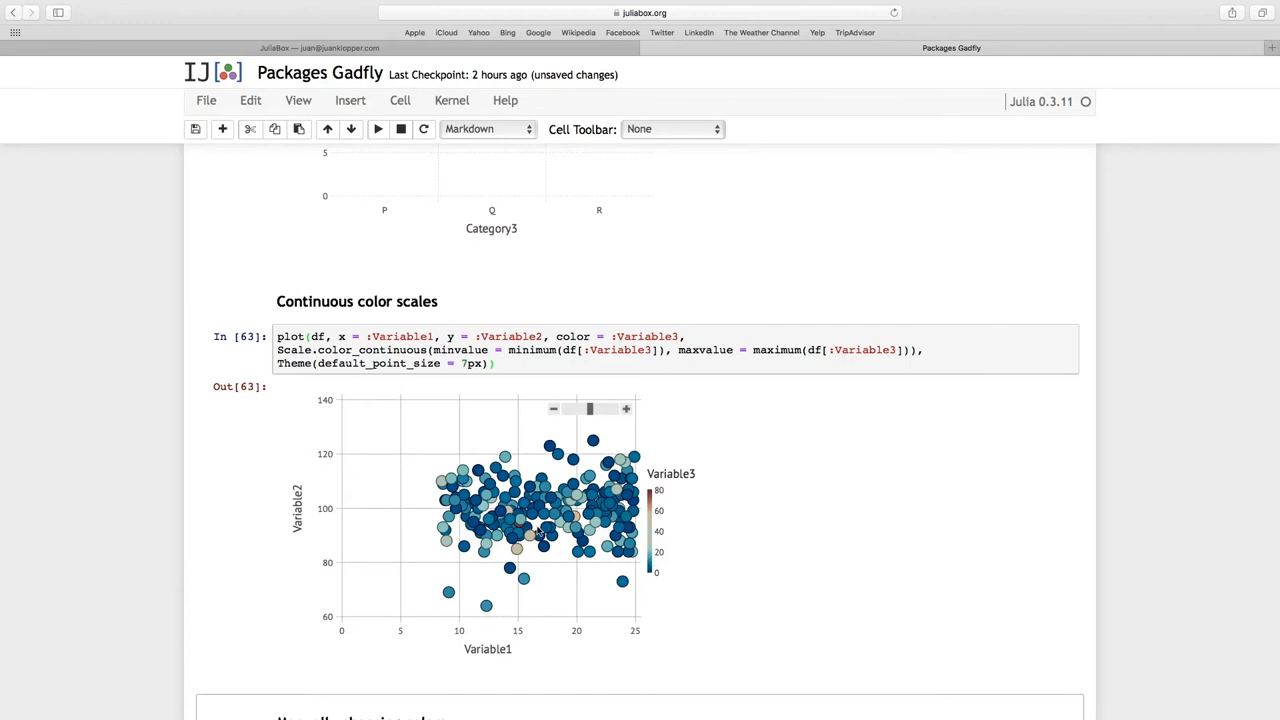 juliabox.org
Apple iCloud Yahoo Bing Google Wikipedia Facebook Twitter LinkedIn The Weather Channel Yelp TripAdvisor
JuliaBox — juan@juanklopper.com
Packages Gadfly
IJ[ ] Packages Gadfly Last Checkpoint: 2 hours ago (unsaved changes)
File Edit View Insert Cell Kernel Help
Julia 0.3.11
Markdown Cell Toolbar: None
5
0
P Q R
Category3
Continuous color scales
In [63]: plot(df, x = :Variable1, y = :Variable2, color = :Variable3,
Scale.color_continuous(minvalue = minimum(df[:Variable3]), maxvalue = maximum(df[:Variable3])),
Theme(default_point_size = 7px))
Out[63]:
140
120
100
80
60
Variable2
0 5 10 15 20 25
Variable1
Variable3
80
60
40
20
0